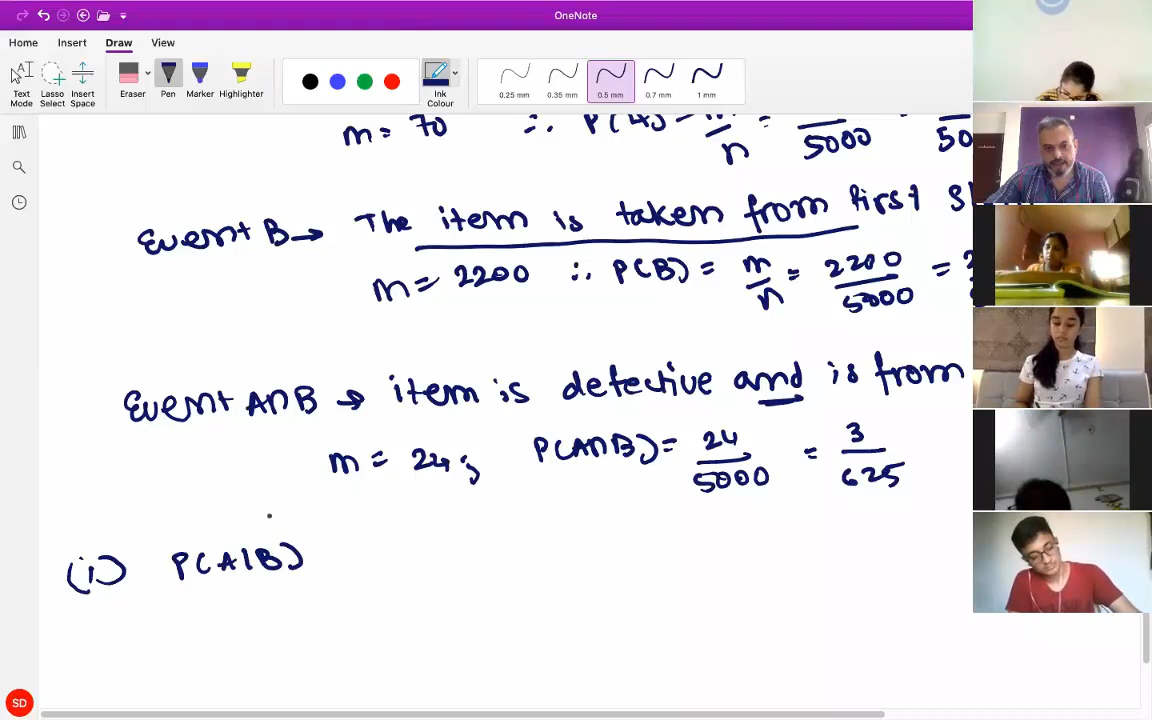 OneNote
Home Insert Draw View
Text Mode Lasso Select Insert Space Eraser Pen Marker Highlighter Ink Colour 0.25 mm 0.35 mm 0.5 mm 0.7 mm 1 mm
m = 70 ∴ P(A) = m/n = /5000 =
Event B → The item is taken from first
m = 2200 ∴ P(B) = m/n = 2200/5000 =
Event A∩B → item is defective and is from
m = 24; P(A∩B) = 24/5000 = 3/625
(i) P(A|B)
SD